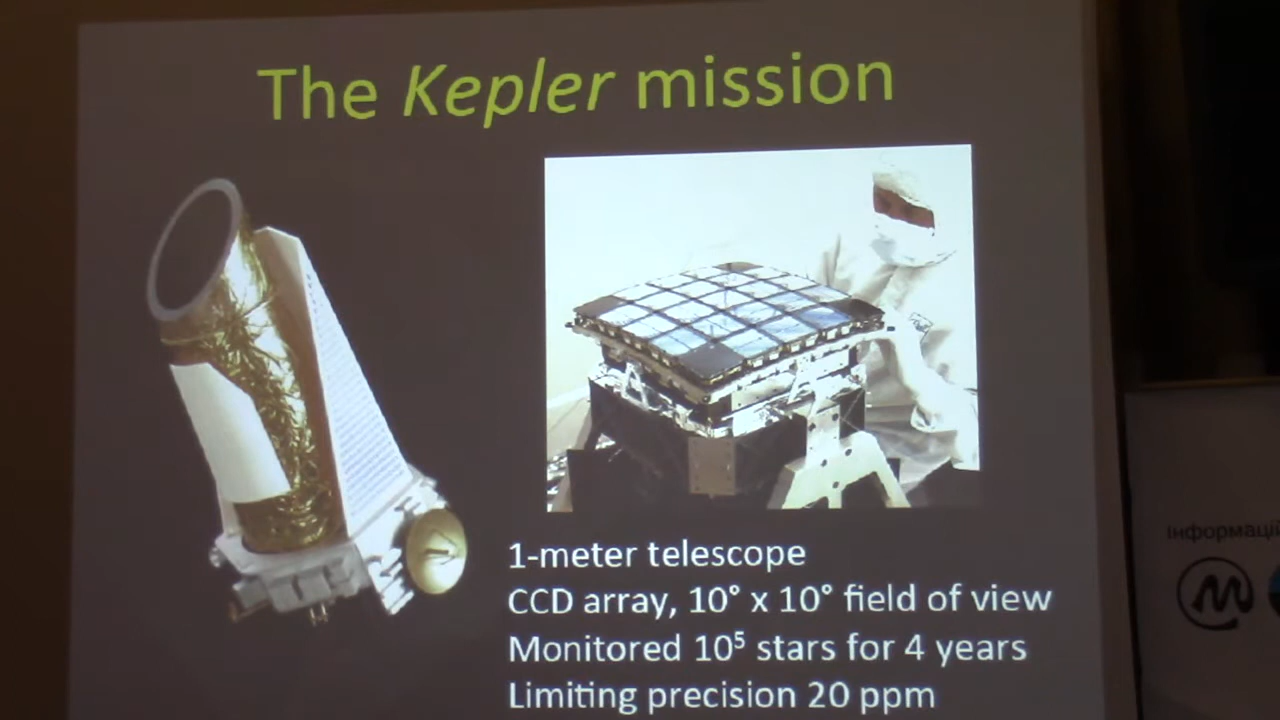 The Kepler mission
1-meter telescope
CCD array, 10° x 10° field of view
Monitored 10⁵ stars for 4 years
Limiting precision 20 ppm